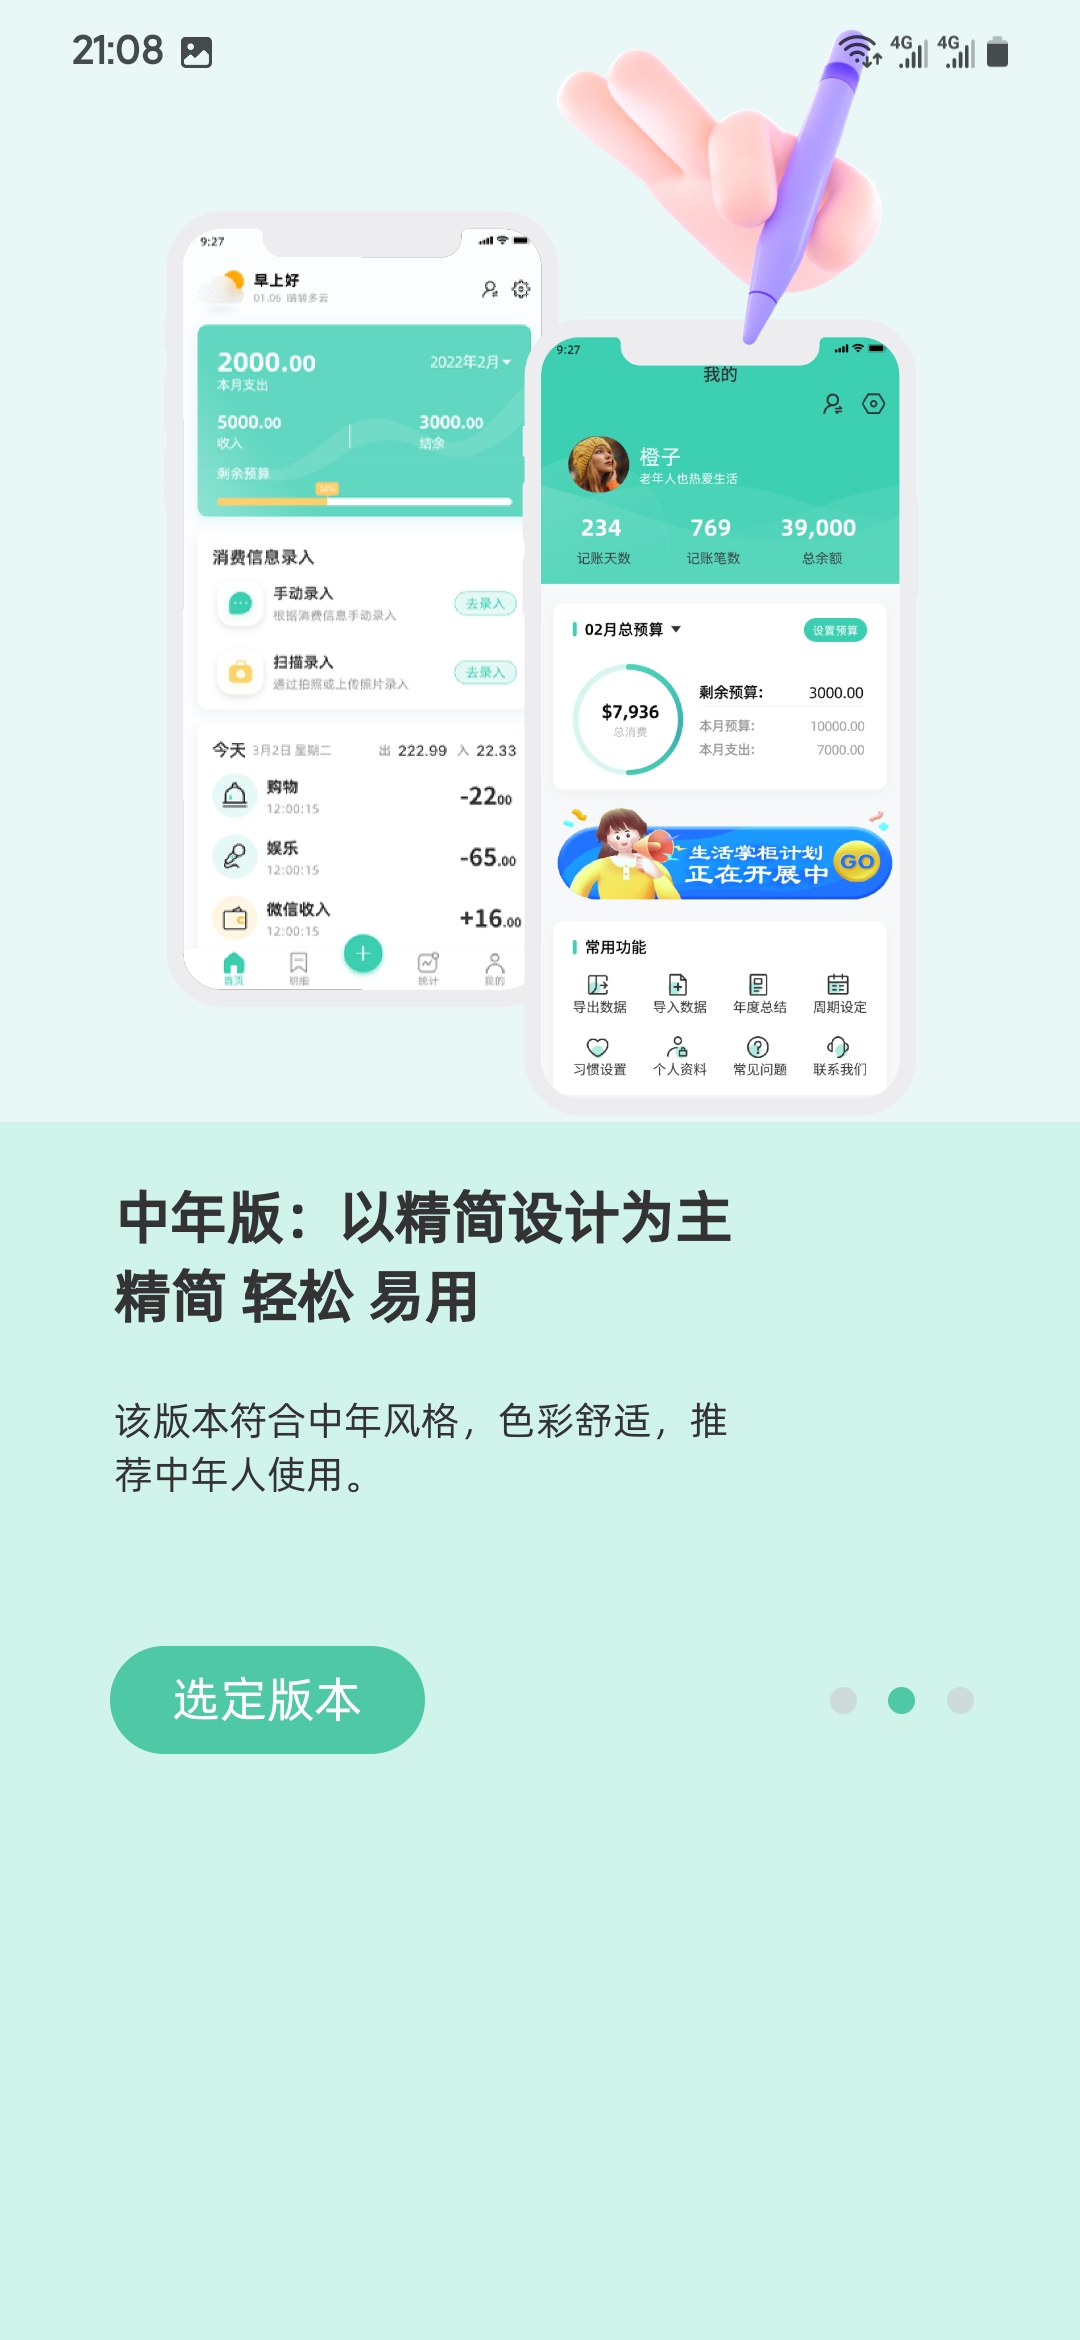 21:08
4G 4G
9:27
早上好
01.06 晴转多云
2000.00
2022年2月
本月支出
5000.00
3000.00
收入
结余
剩余预算
30%
消费信息录入
手动录入
根据消费信息手动录入
去录入
扫描录入
通过拍照或上传照片录入
去录入
今天 3月2日 星期二 出 222.99 入 22.33
购物
12:00:15
-22.00
娱乐
12:00:15
-65.00
微信收入
12:00:15
+16.00
首页 明细 统计 我的
9:27
我的
橙子
老年人也热爱生活
234 769 39,000
记账天数 记账笔数 总余额
02月总预算
设置预算
$7,936
总消费
剩余预算: 3000.00
本月预算: 10000.00
本月支出: 7000.00
生活掌柜计划
正在开展中
GO
常用功能
导出数据 导入数据 年度总结 周期设定
习惯设置 个人资料 常见问题 联系我们
中年版：以精简设计为主
精简 轻松 易用
该版本符合中年风格，色彩舒适，推
荐中年人使用。
选定版本